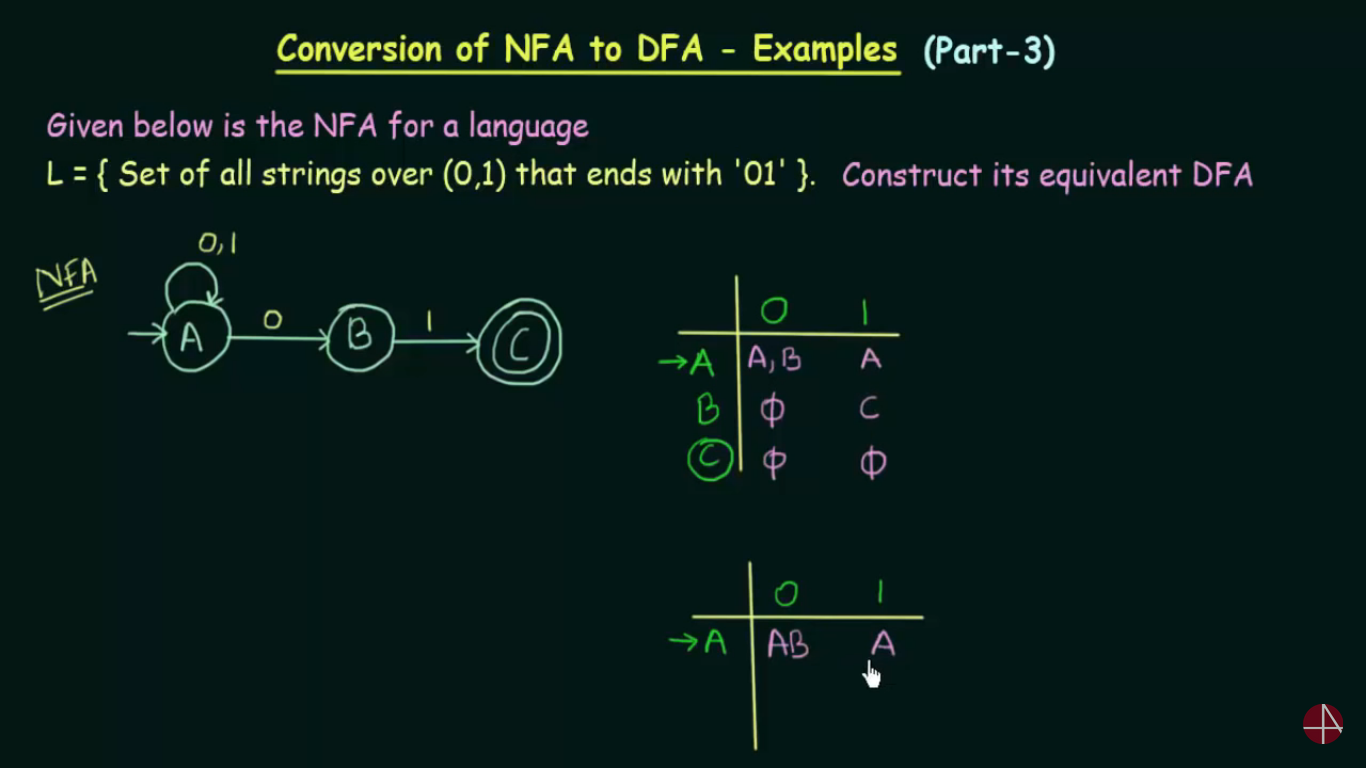 Conversion of NFA to DFA - Examples (Part-3)
Given below is the NFA for a language
L = { Set of all strings over (0,1) that ends with '01' }. Construct its equivalent DFA
NFA
0,1
A 0 B 1 C
0 1
→A A,B A
B Φ C
C Φ Φ
0 1
→A AB A